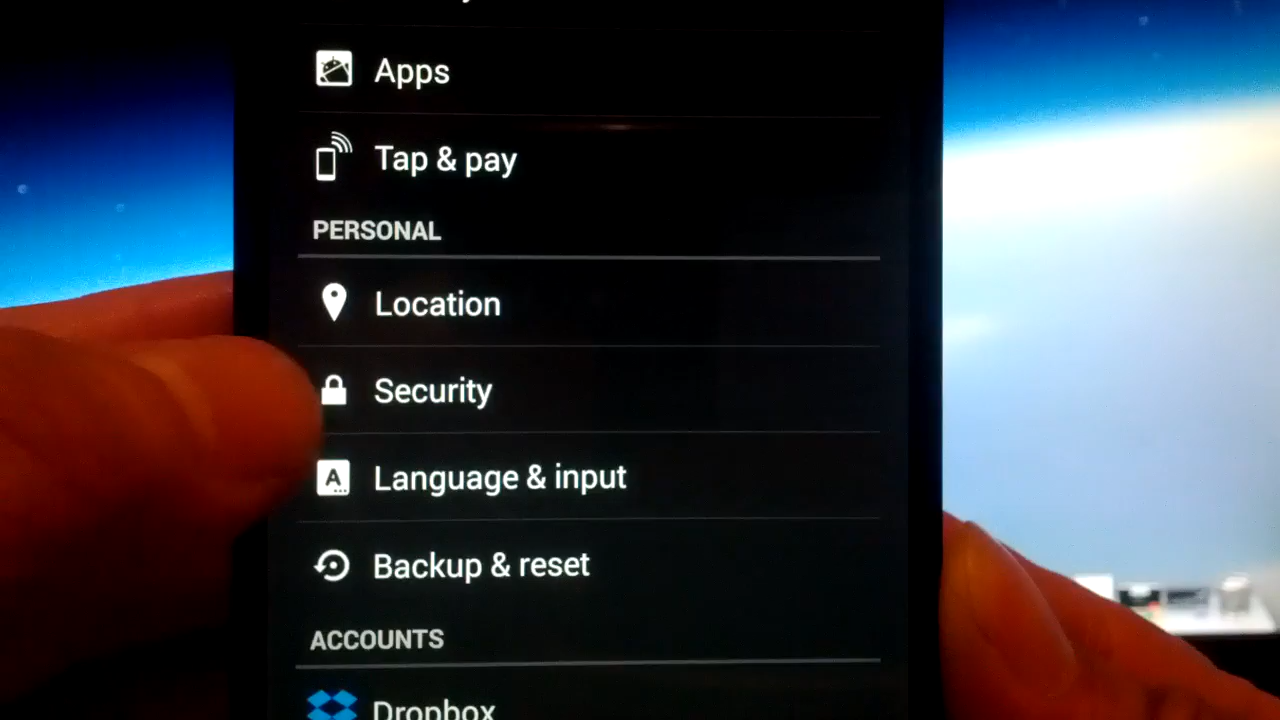 Apps
Tap & pay
PERSONAL
Location
Security
Language & input
Backup & reset
ACCOUNTS
Dropbox